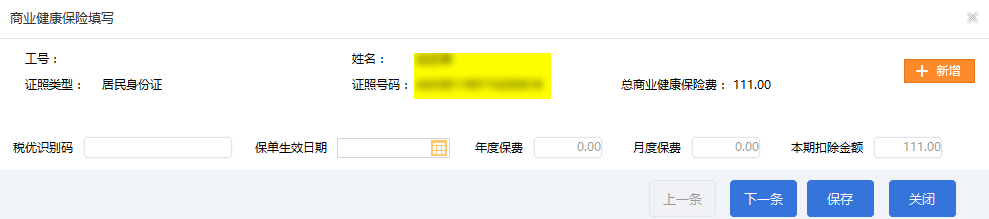 商业健康保险填写
工号： 姓名：
证照类型： 居民身份证 证照号码： 总商业健康保险费： 111.00 新增
税优识别码 保单生效日期 年度保费 0.00 月度保费 0.00 本期扣除金额 111.00
上一条 下一条 保存 关闭